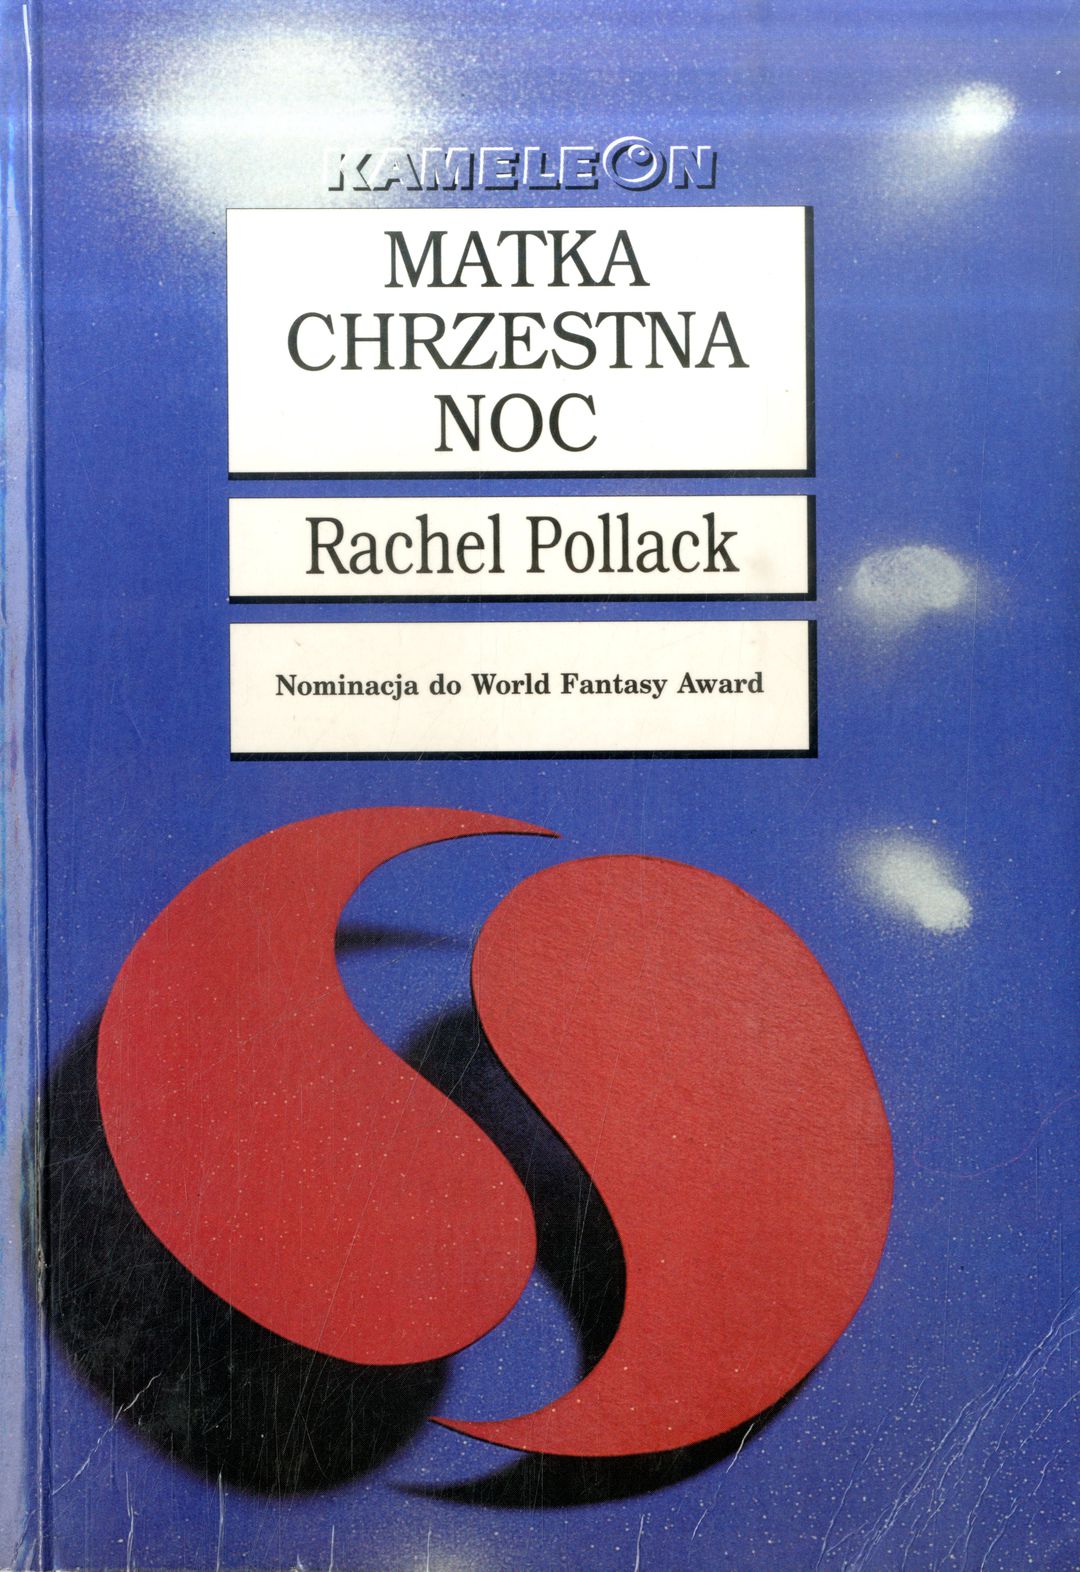 KAMELEON
MATKA
CHRZESTNA
NOC
Rachel Pollack
Nominacja do World Fantasy Award